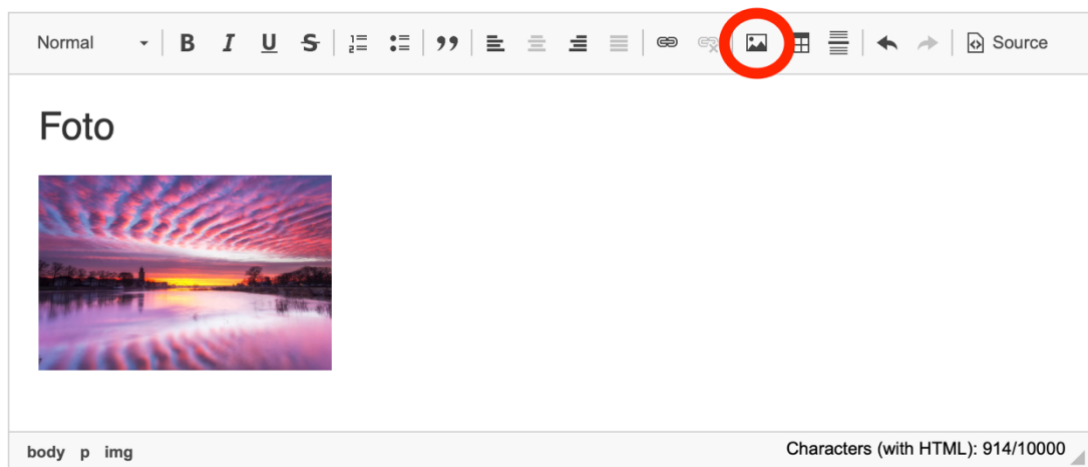 Normal B I U S Source
Foto
body p img
Characters (with HTML): 914/10000